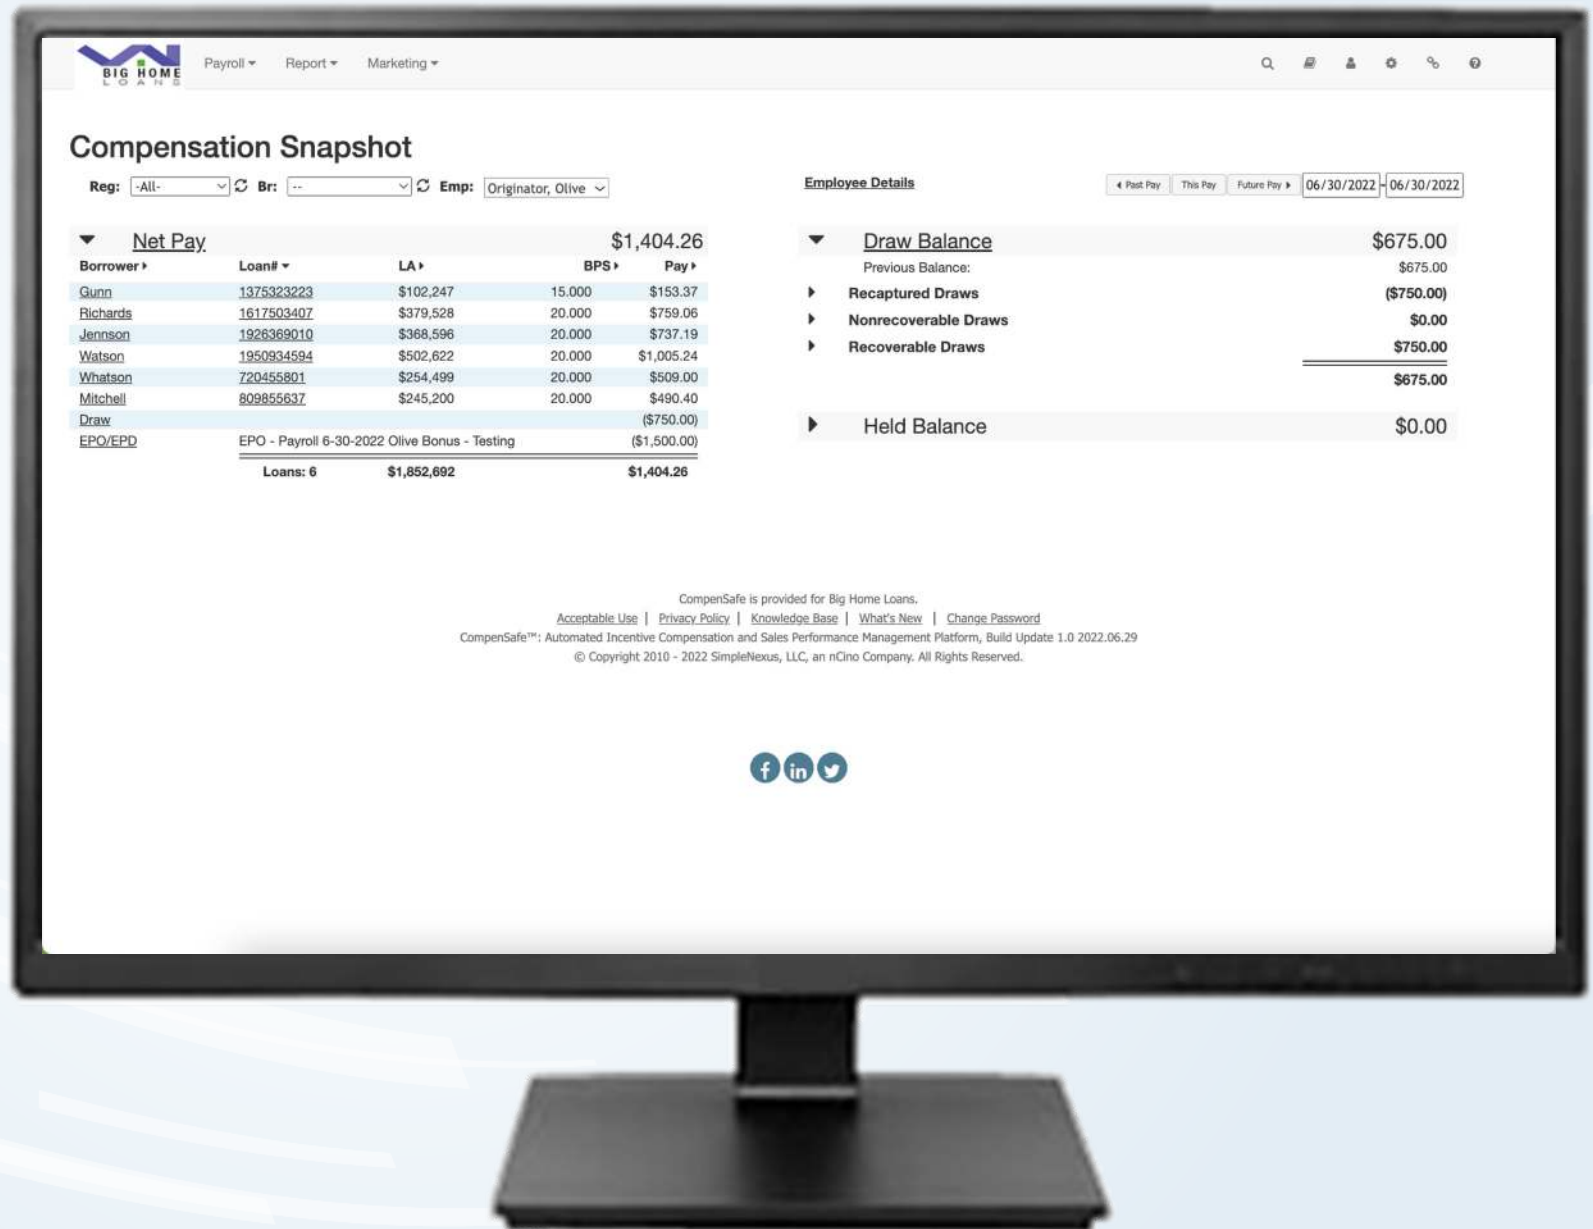 BIG HOME
LOANS
Payroll Report Marketing
Compensation Snapshot
Reg: -All- Br: -- Emp: Originator, Olive
Employee Details Past Pay This Pay Future Pay 06/30/2022 - 06/30/2022
Net Pay $1,404.26
Borrower Loan# LA BPS Pay
Gunn 1375323223 $102,247 15.000 $153.37
Richards 1617503407 $379,528 20.000 $759.06
Jennson 1926369010 $368,596 20.000 $737.19
Watson 1950934594 $502,622 20.000 $1,005.24
Whatson 720455801 $254,499 20.000 $509.00
Mitchell 809855637 $245,200 20.000 $490.40
Draw ($750.00)
EPO/EPD EPO - Payroll 6-30-2022 Olive Bonus - Testing ($1,500.00)
Loans: 6 $1,852,692 $1,404.26
Draw Balance $675.00
Previous Balance: $675.00
Recaptured Draws ($750.00)
Nonrecoverable Draws $0.00
Recoverable Draws $750.00
$675.00
Held Balance $0.00
CompenSafe is provided for Big Home Loans.
Acceptable Use | Privacy Policy | Knowledge Base | What's New | Change Password
CompenSafe™: Automated Incentive Compensation and Sales Performance Management Platform, Build Update 1.0 2022.06.29
© Copyright 2010 - 2022 SimpleNexus, LLC, an nCino Company. All Rights Reserved.
f in